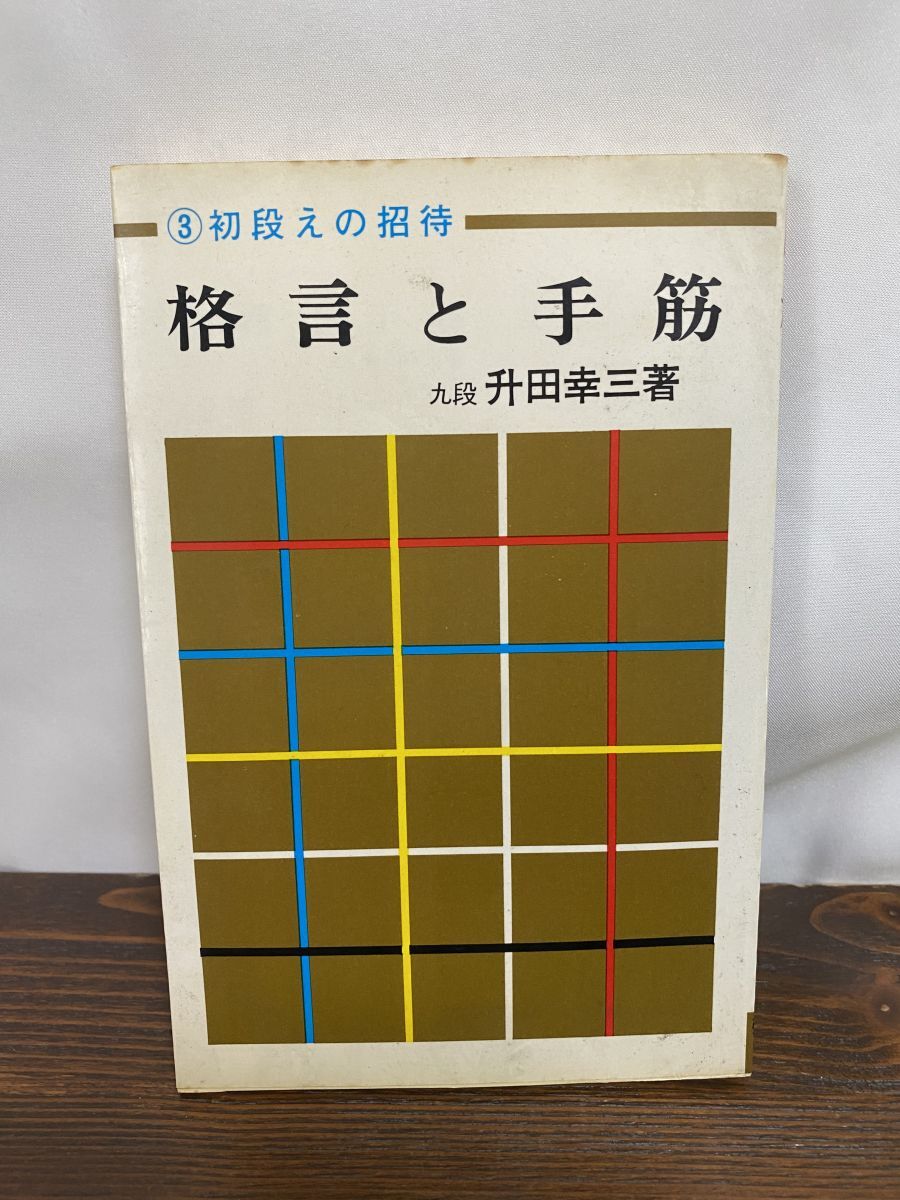 ③初段えの招待
格言と手筋
九段 升田幸三著